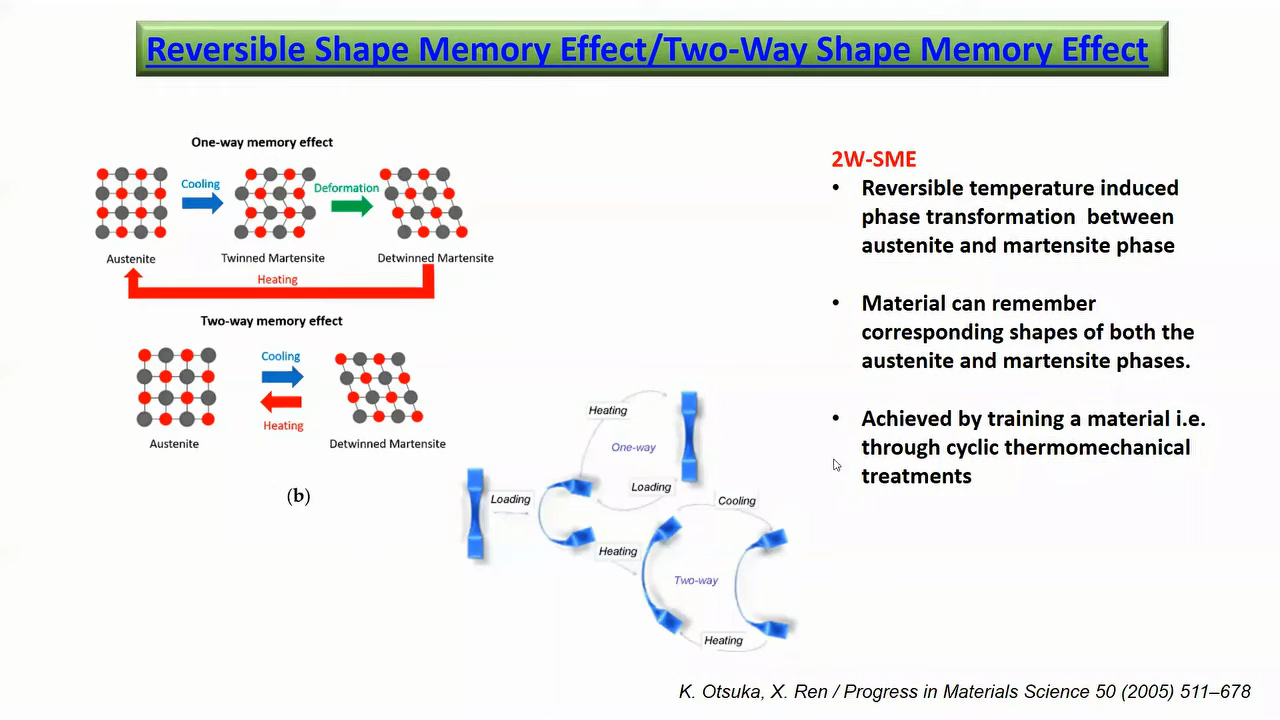 Reversible Shape Memory Effect/Two-Way Shape Memory Effect
One-way memory effect
Cooling
Deformation
Austenite
Twinned Martensite
Detwinned Martensite
Heating
Two-way memory effect
Cooling
Heating
Austenite
Detwinned Martensite
(b)
Heating
One-way
Loading
Loading
Cooling
Heating
Two-way
Heating
2W-SME
• Reversible temperature induced
phase transformation between
austenite and martensite phase
• Material can remember
corresponding shapes of both the
austenite and martensite phases.
• Achieved by training a material i.e.
through cyclic thermomechanical
treatments
K. Otsuka, X. Ren / Progress in Materials Science 50 (2005) 511–678